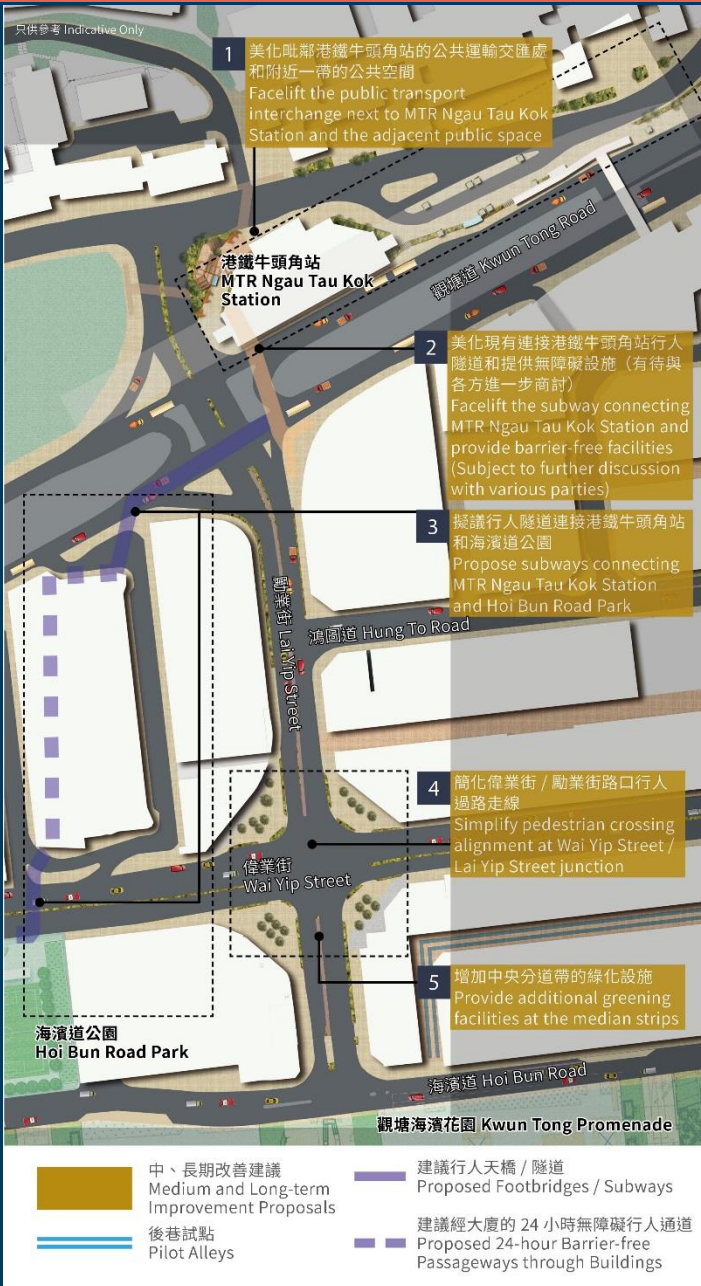 只供參考 Indicative Only
1
美化毗鄰港鐵牛頭角站的公共運輸交匯處
和附近一帶的公共空間
Facelift the public transport
interchange next to MTR Ngau Tau Kok
Station and the adjacent public space
港鐵牛頭角站
MTR Ngau Tau Kok
Station
觀塘道 Kwun Tong Road
2
美化現有連接港鐵牛頭角站行人
隧道和提供無障礙設施（有待與
各方進一步商討）
Facelift the subway connecting
MTR Ngau Tau Kok Station and
provide barrier-free facilities
(Subject to further discussion
with various parties)
3
擬議行人隧道連接港鐵牛頭角站
和海濱道公園
Propose subways connecting
MTR Ngau Tau Kok Station
and Hoi Bun Road Park
勵業街 Lai Yip Street
鴻圖道 Hung To Road
4
簡化偉業街 / 勵業街路口行人
過路走線
Simplify pedestrian crossing
alignment at Wai Yip Street /
Lai Yip Street junction
偉業街
Wai Yip Street
5
增加中央分道帶的綠化設施
Provide additional greening
facilities at the median strips
海濱道公園
Hoi Bun Road Park
海濱道 Hoi Bun Road
觀塘海濱花園 Kwun Tong Promenade
中、長期改善建議
Medium and Long-term
Improvement Proposals
後巷試點
Pilot Alleys
建議行人天橋 / 隧道
Proposed Footbridges / Subways
建議經大廈的 24 小時無障礙行人通道
Proposed 24-hour Barrier-free
Passageways through Buildings